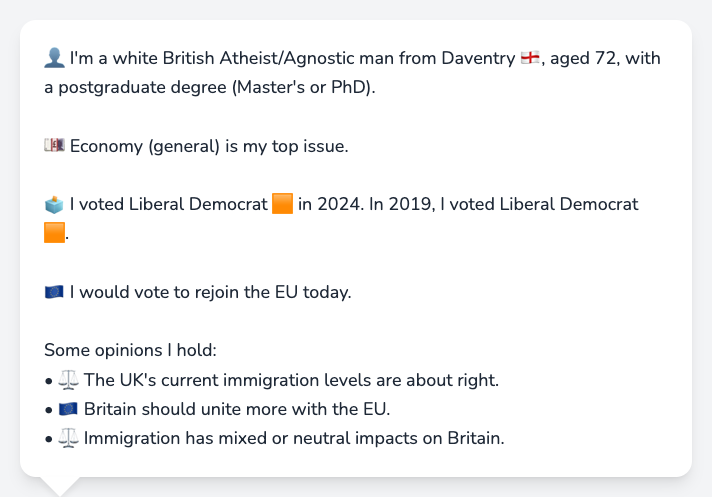 👤 I'm a white British Atheist/Agnostic man from Daventry 🏴󠁧󠁢󠁥󠁮󠁧󠁿, aged 72, with
a postgraduate degree (Master's or PhD).
💷 Economy (general) is my top issue.
🗳️ I voted Liberal Democrat 🟧 in 2024. In 2019, I voted Liberal Democrat
🟧.
🇪🇺 I would vote to rejoin the EU today.
Some opinions I hold:
• ⚖️ The UK's current immigration levels are about right.
• 🇪🇺 Britain should unite more with the EU.
• ⚖️ Immigration has mixed or neutral impacts on Britain.